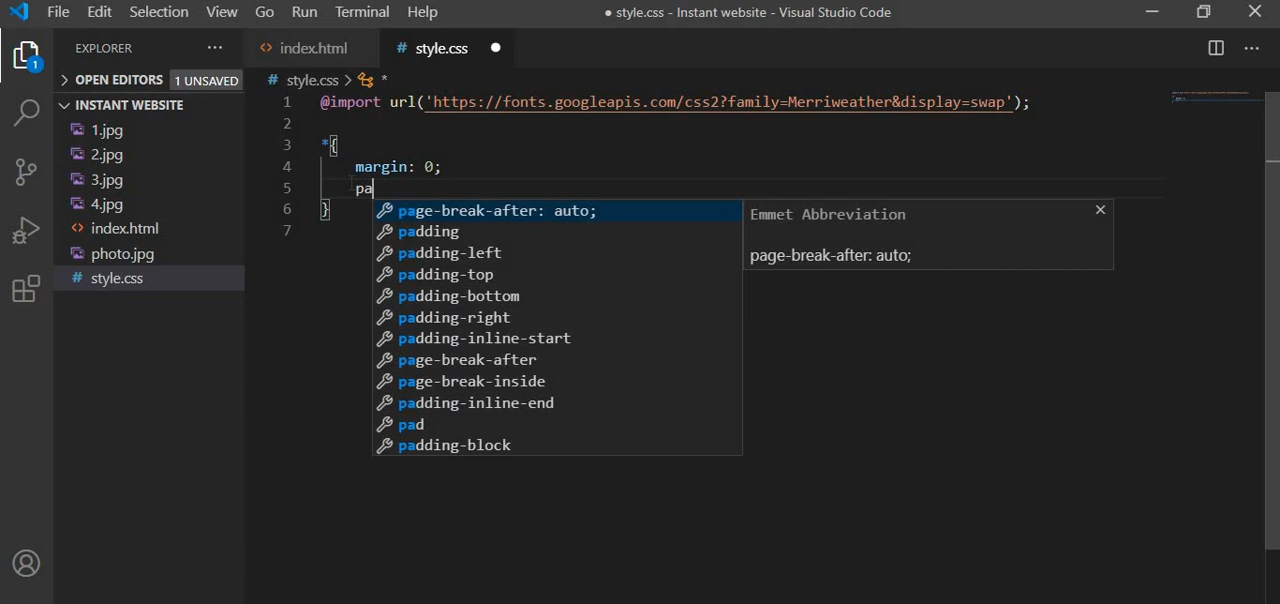 File Edit Selection View Go Run Terminal Help
● style.css - Instant website - Visual Studio Code
EXPLORER ···
index.html
# style.css ●
OPEN EDITORS 1 UNSAVED
INSTANT WEBSITE
1.jpg
2.jpg
3.jpg
4.jpg
index.html
photo.jpg
# style.css
1
# style.css > *
1 @import url('https://fonts.googleapis.com/css2?family=Merriweather&display=swap');
2
3 *{
4 margin: 0;
5 pa
6 }
7
page-break-after: auto;
padding
padding-left
padding-top
padding-bottom
padding-right
padding-inline-start
page-break-after
page-break-inside
padding-inline-end
pad
padding-block
Emmet Abbreviation
page-break-after: auto;